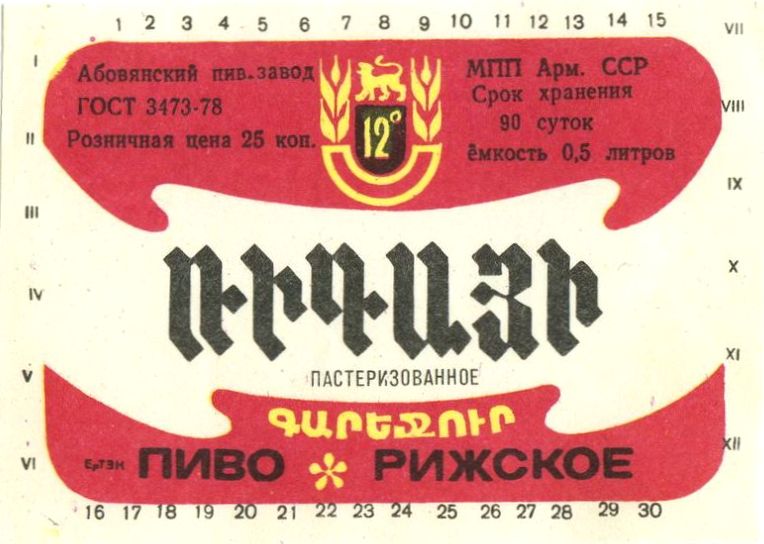 1 2 3 4 5 6 7 8 9 10 11 12 13 14 15
I II III IV V VI
VII VIII IX X XI XII
Абовянский пив.завод
ГОСТ 3473-78
Розничная цена 25 коп.
12°
МПП Арм. ССР
Срок хранения
90 суток
ёмкость 0,5 литров
ՌԻԳԱՅԻ
ПАСТЕРИЗОВАННОЕ
ԳԱՐԵՋՈՒՐ
ЕрТЭК ПИВО * РИЖСКОЕ
16 17 18 19 20 21 22 23 24 25 26 27 28 29 30